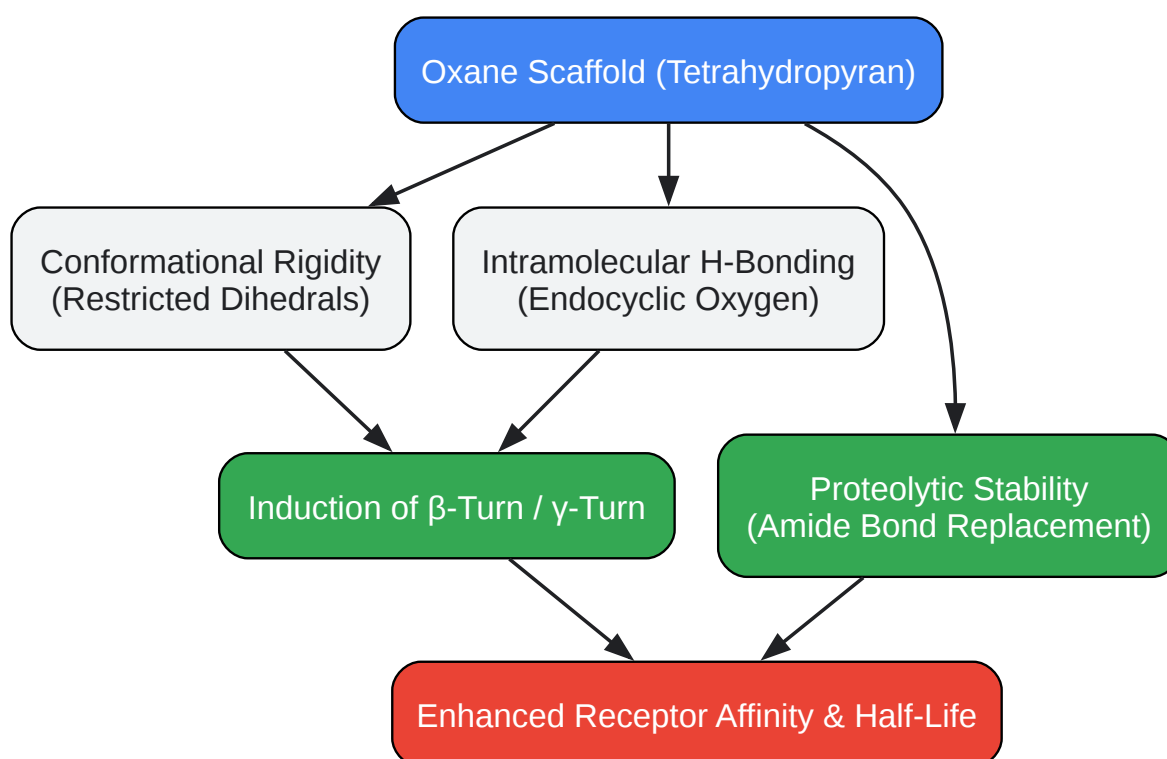 Oxane Scaffold (Tetrahydropyran)
Conformational Rigidity
(Restricted Dihedrals)
Intramolecular H-Bonding
(Endocyclic Oxygen)
Induction of β-Turn / γ-Turn
Proteolytic Stability
(Amide Bond Replacement)
Enhanced Receptor Affinity & Half-Life